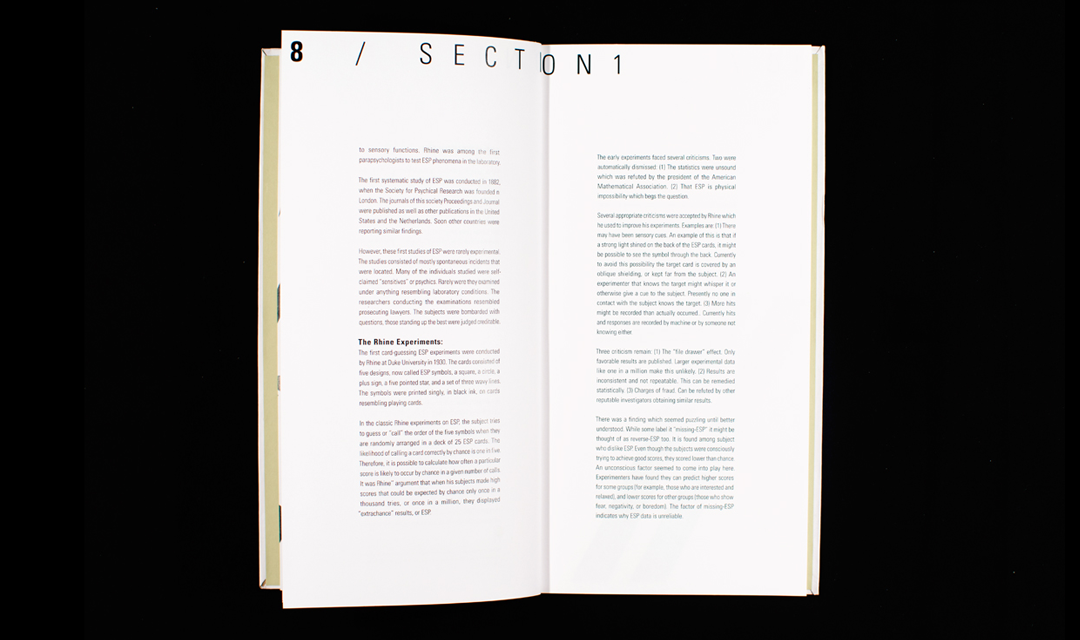 8 / SECTION 1
to sensory functions. Rhine was among the first
parapsychologists to test ESP phenomena in the laboratory.
The first systematic study of ESP was conducted in 1882,
when the Society for Psychical Research was founded n
London. The journals of this society Proceedings and Journal
were published as well as other publications in the United
States and the Netherlands. Soon other countries were
reporting similar findings.
However, these first studies of ESP were rarely experimental.
The studies consisted of mostly spontaneous incidents that
were located. Many of the individuals studied were self-
claimed "sensitives" or psychics. Rarely were they examined
under anything resembling laboratory conditions. The
researchers conducting the examinations resembled
prosecuting lawyers. The subjects were bombarded with
questions, those standing up the best were judged creditable.
The Rhine Experiments:
The first card-guessing ESP experiments were conducted
by Rhine at Duke University in 1930. The cards consisted of
five designs, now called ESP symbols, a square, a circle, a
plus sign, a five pointed star, and a set of three wavy lines.
The symbols were printed singly, in black ink, on cards
resembling playing cards.
In the classic Rhine experiments on ESP, the subject tries
to guess or "call" the order of the five symbols when they
are randomly arranged in a deck of 25 ESP cards. The
likelihood of calling a card correctly by chance is one in five
Therefore, it is possible to calculate how often a particular
score is likely to occur by chance in a given number of calls
It was Rhine" argument that when his subjects made high
scores that could be expected by chance only once in a
thousand tries, or once in a million, they displayed
"extrachance" results, or ESP.
The early experiments faced several criticisms. Two were
automatically dismissed: (1) The statistics were unsound
which was refuted by the president of the American
Mathematical Association. (2) That ESP is physical
impossibility which begs the question
Several appropriate criticisms were accepted by Rhine which
he used to improve his experiments. Examples are: (1) There
may have been sensory cues. An example of this is that if
a strong light shined on the back of the ESP cards, it might
be possible to see the symbol through the back. Currently
to avoid this possibility the target card is covered by an
oblique shielding, or kept far from the subject. (2) An
experimenter that knows the target might whisper it or
otherwise give a cue to the subject. Presently no one in
contact with the subject knows the target. (3) More hits
might be recorded than actually occurred.. Currently hits
and responses are recorded by machine or by someone not
knowing either
Three criticism remain: (1) The "file drawer" effect. Only
favorable results are published. Larger experimental data
like one in a million make this unlikely. (2) Results are
inconsistent and not repeatable. This can be remedied
statistically. (3) Charges of fraud. Can be refuted by other
reputible investigators obtaining similar results.
There was a finding which seemed puzzling until better
understood. While some label it "missing-ESP" it might be
thought of as reverse-ESP too. It is found among subject
who dislike ESP. Even though the subjects were consciously
trying to achieve good scores, they scored lower than chance
An unconscious factor seemed to come into play here.
Experimenters have found they can predict higher scores
for some groups (for example, those who are interested and
relaxed), and lower scores for other groups (those who show
fear, negativity, or boredom). The factor of missing-ESP
indicates why ESP data is unreliable.